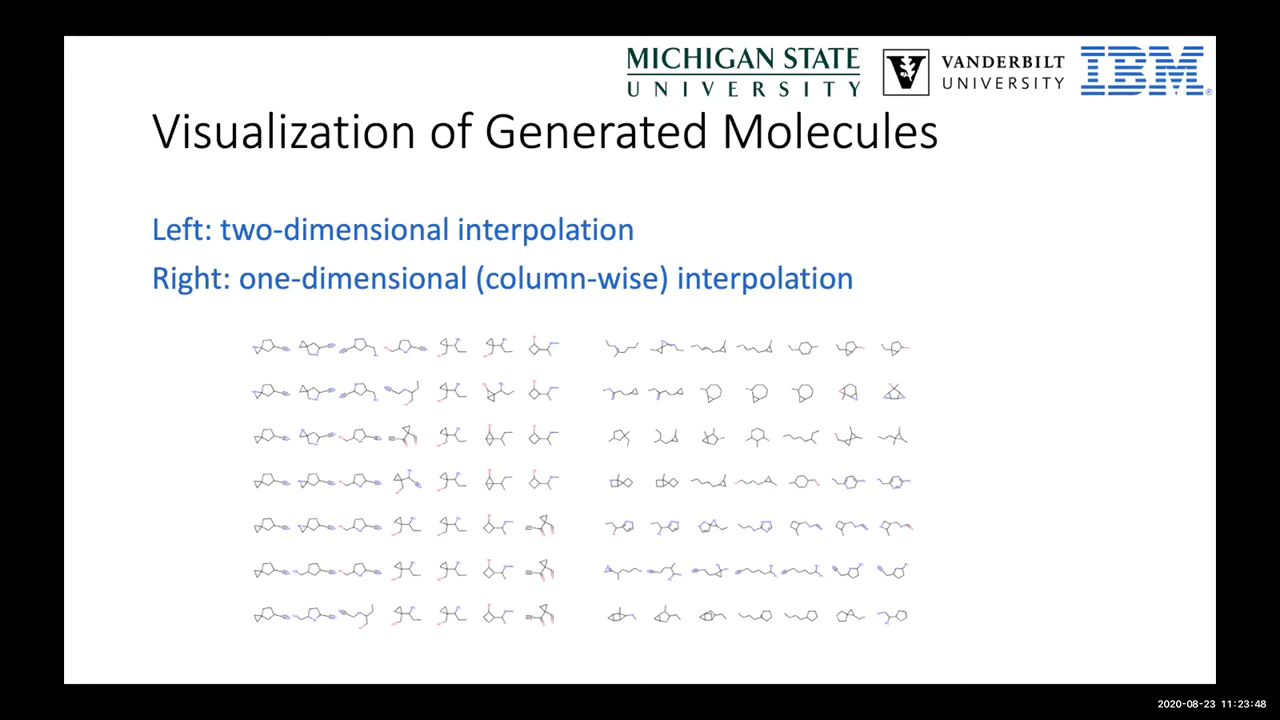 MICHIGAN STATE
UNIVERSITY
VANDERBILT
UNIVERSITY
IBM®
Visualization of Generated Molecules
Left: two-dimensional interpolation
Right: one-dimensional (column-wise) interpolation
2020-08-23 11:23:48